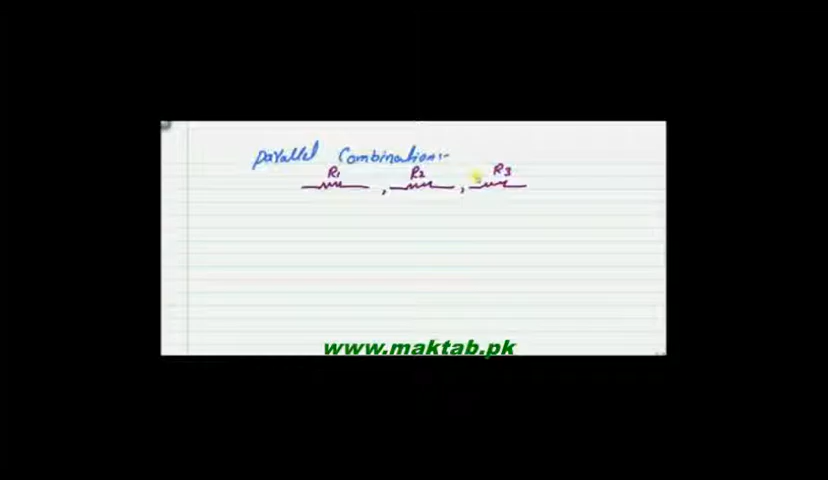 Parallel Combination:-
R1 , R2 , R3
www.maktab.pk